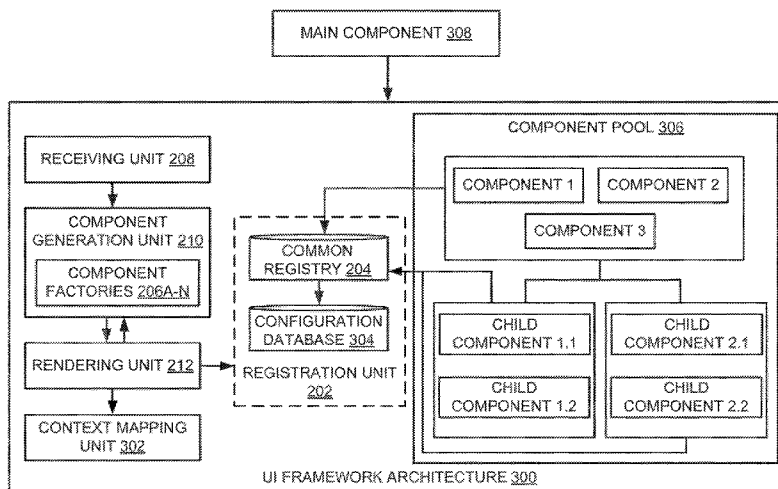 MAIN COMPONENT 308
COMPONENT POOL 306
RECEIVING UNIT 208
COMPONENT 1
COMPONENT 2
COMPONENT 3
COMPONENT
GENERATION UNIT 210
COMPONENT
FACTORIES 206A-N
COMMON
REGISTRY 204
CONFIGURATION
DATABASE 304
REGISTRATION UNIT
202
CHILD
COMPONENT 1.1
CHILD
COMPONENT 1.2
CHILD
COMPONENT 2.1
CHILD
COMPONENT 2.2
RENDERING UNIT 212
CONTEXT MAPPING
UNIT 302
UI FRAMEWORK ARCHITECTURE 300